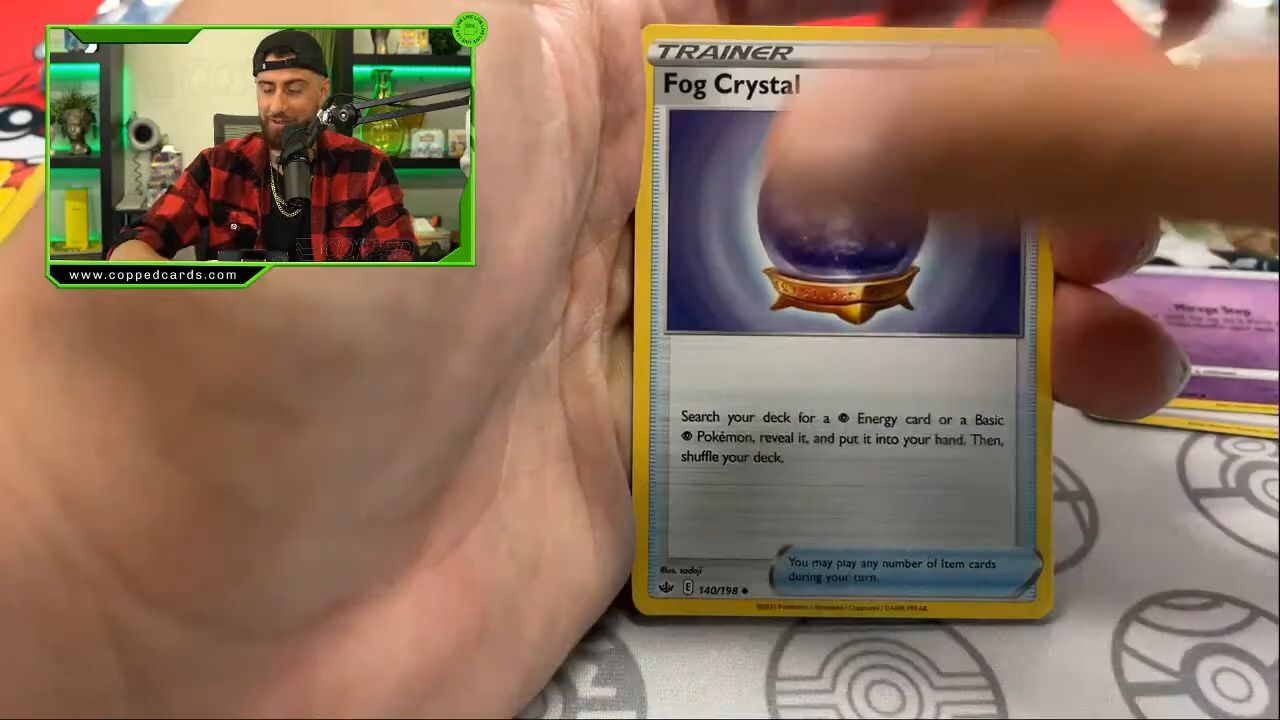 www.coppedcards.com
TRAINER
Fog Crystal
Search your deck for a Energy card or a Basic
Pokémon, reveal it, and put it into your hand. Then,
shuffle your deck.
You may play any number of Item cards
during your turn.
illus. sadaji
E 140/198